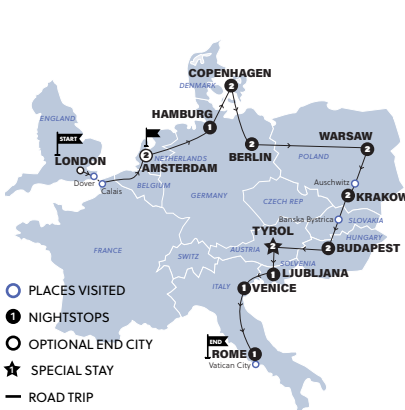 COPENHAGEN
DENMARK
2
HAMBURG
1
ENGLAND
START
LONDON
Dover
Calais
2
NETHERLANDS
AMSTERDAM
BELGIUM
2
BERLIN
POLAND
WARSAW
2
Auschwitz
2
KRAKOW
GERMANY
CZECH REP
Banska Bystrica
SLOVAKIA
TYROL
2
HUNGARY
2
BUDAPEST
AUSTRIA
FRANCE
SWITZ
SOLVENIA
1
LJUBLJANA
ITALY
1
VENICE
END
ROME
1
Vatican City
PLACES VISITED
1
NIGHTSTOPS
OPTIONAL END CITY
1
SPECIAL STAY
ROAD TRIP